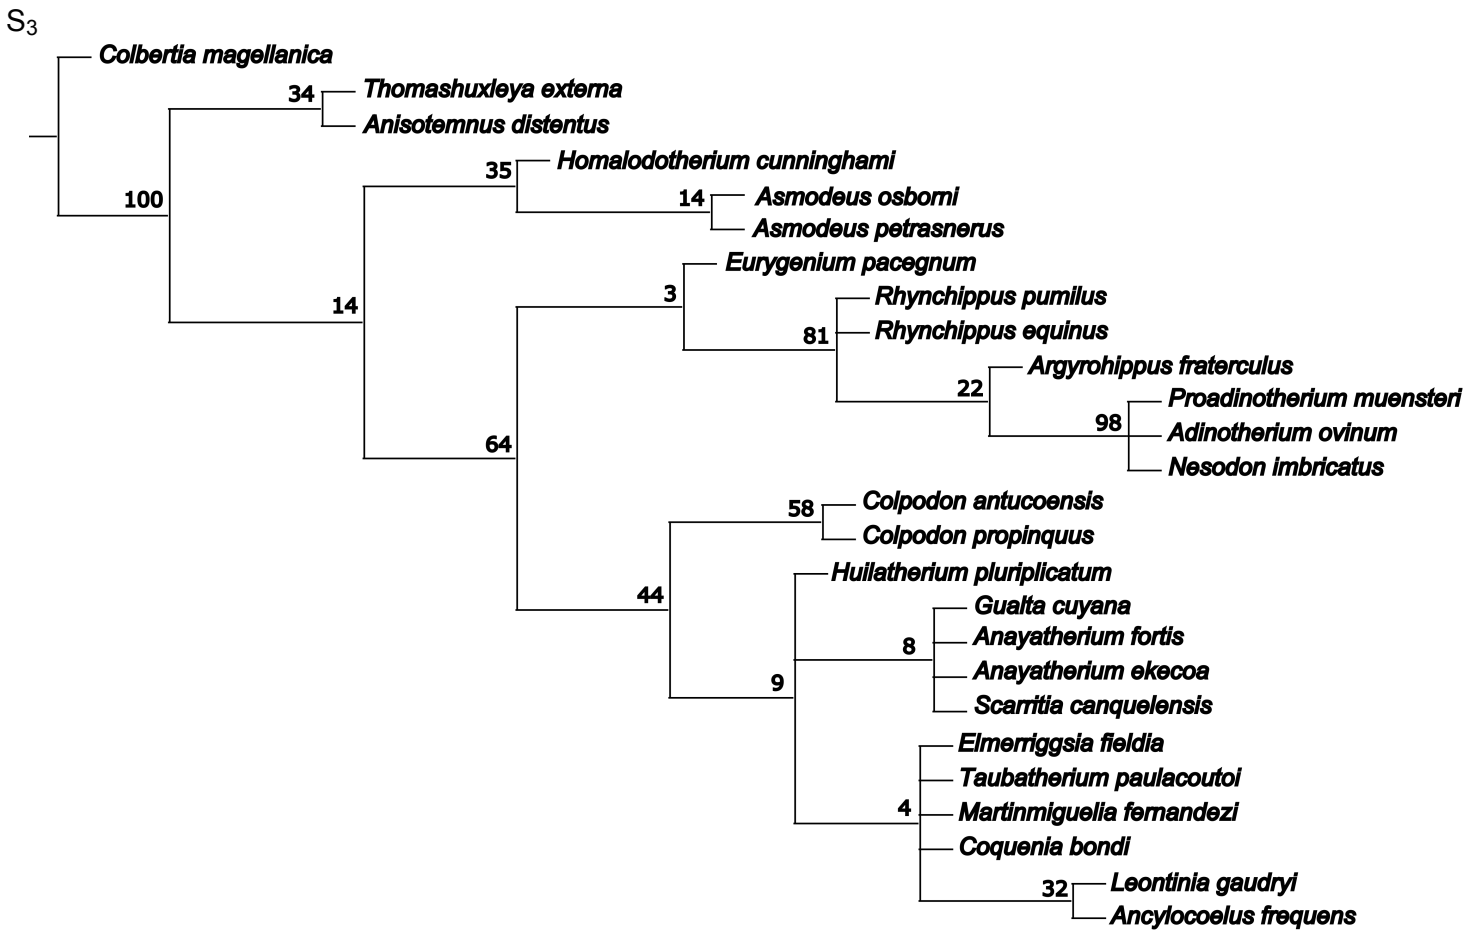 S3
Colbertia magellanica
34
Thomashuxleya externa
Anisotemnus distentus
100
35
Homalodotherium cunninghami
14
Asmodeus osborni
Asmodeus petrasnerus
14
3
Eurygenium pacegnum
81
Rhynchippus pumilus
Rhynchippus equinus
22
Argyrohippus fraterculus
98
Proadinotherium muensteri
Adinotherium ovinum
Nesodon imbricatus
64
58
Colpodon antucoensis
Colpodon propinquus
44
Huilatherium pluriplicatum
8
Gualta cuyana
Anayatherium fortis
Anayatherium ekecoa
Scarritia canquelensis
9
Elmerriggsia fieldia
Taubatherium paulacoutoi
4
Martinmiguelia fernandezi
Coquenia bondi
32
Leontinia gaudryi
Ancylocoelus frequens